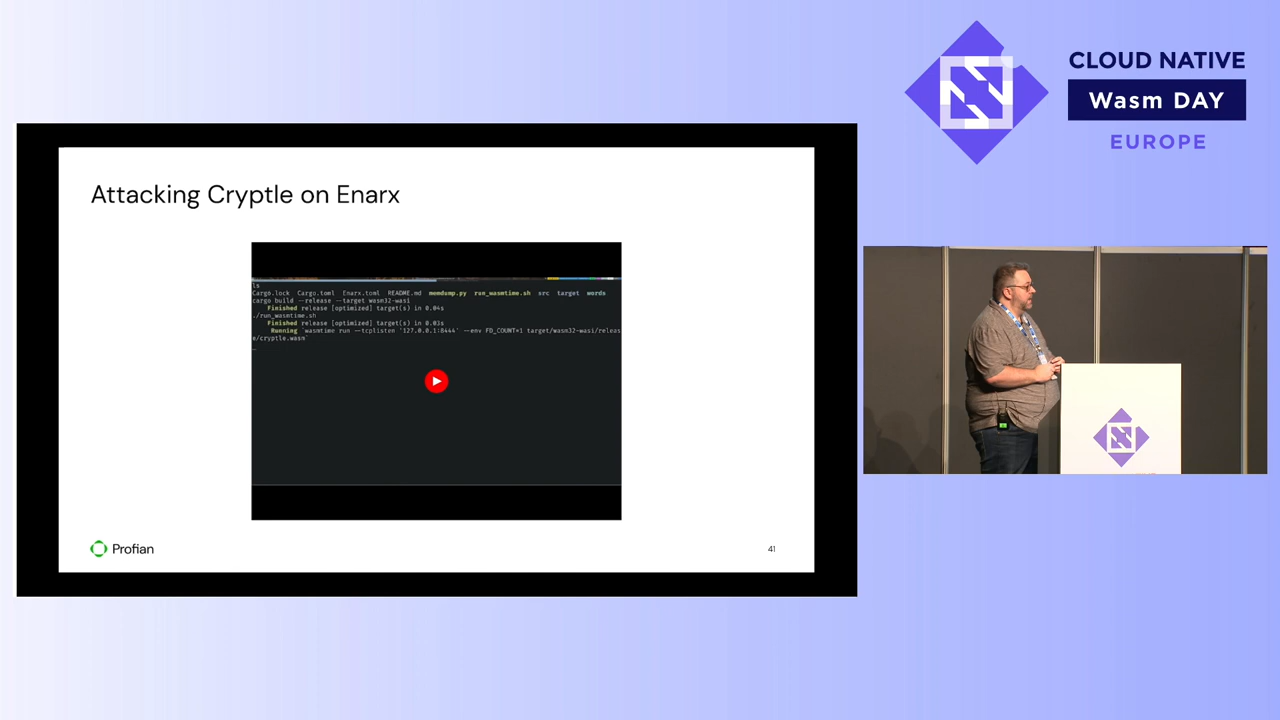 CLOUD NATIVE
Wasm DAY
EUROPE
Attacking Cryptle on Enarx
ls
Cargo.lock Cargo.toml Enarx.toml README.md memdump.py run_wasmtime.sh src target words
cargo build --release --target wasm32-wasi
Finished release [optimized] target(s) in 0.04s
./run_wasmtime.sh
Finished release [optimized] target(s) in 0.03s
Running `wasmtime run --tcplisten '127.0.0.1:8444' --env FD_COUNT=1 target/wasm32-wasi/releas
e/cryptle.wasm`
Profian
41